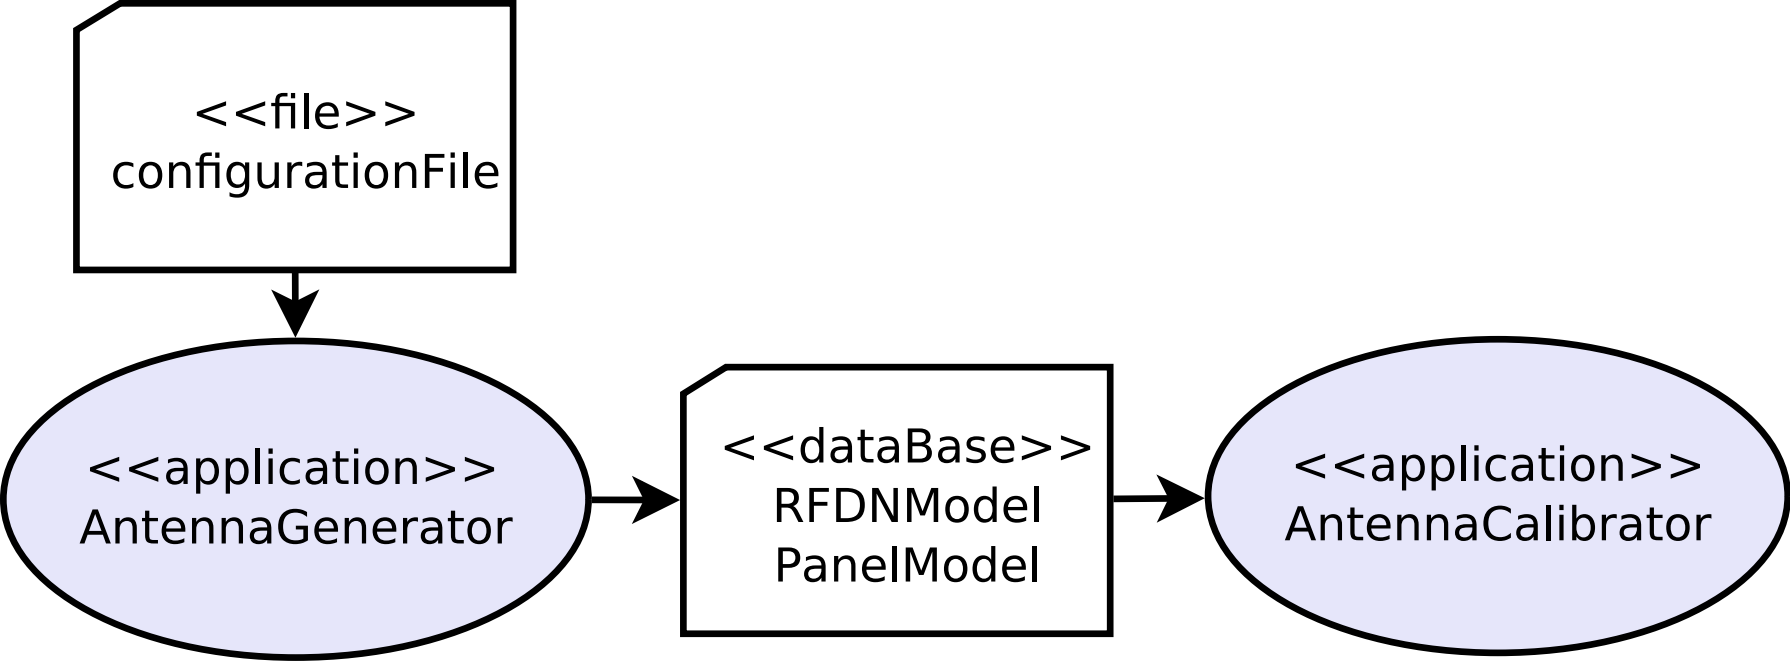 <<file>>
configurationFile
<<application>>
AntennaGenerator
<<dataBase>>
RFDNModel
PanelModel
<<application>>
AntennaCalibrator